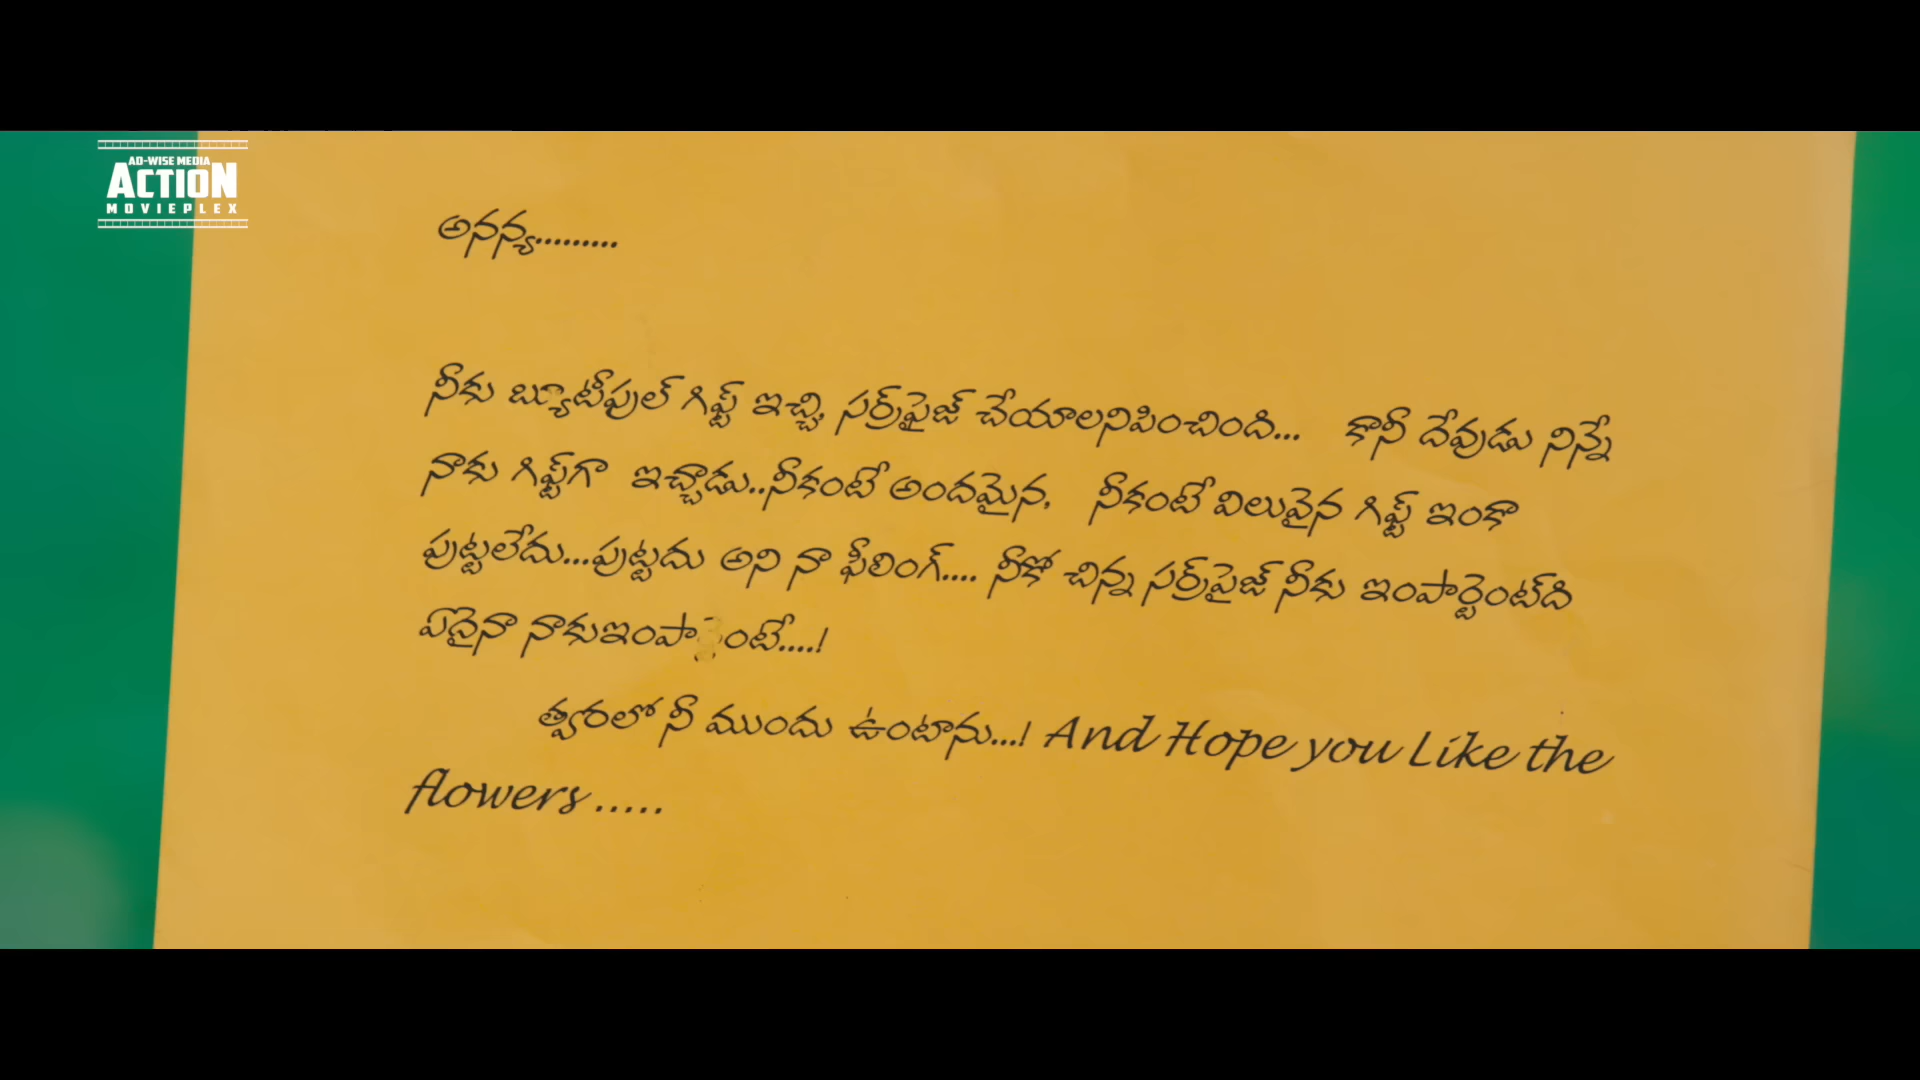 AD-WISE MEDIA
ACTION
MOVIEPLEX
అనన్య.........
నీకు బ్యూటీపుల్ గిఫ్ట్ ఇచ్చి, సర్ప్రైజ్ చేయాలనిపించింది... కానీ దేవుడు నిన్నే
నాకు గిఫ్ట్‌గా ఇచ్చాడు..నీకంటే అందమైన, నీకంటే విలువైన గిఫ్ట్ ఇంకా
పుట్టలేదు...పుట్టదు అని నా ఫీలింగ్.... నీకో చిన్న సర్ప్రైజ్ నీకు ఇంపార్టెంట్‌ది
ఏదైనా నాకు
త్వరలో నీ ముందు ఉంటాను...! And Hope you Like the
flowers .....